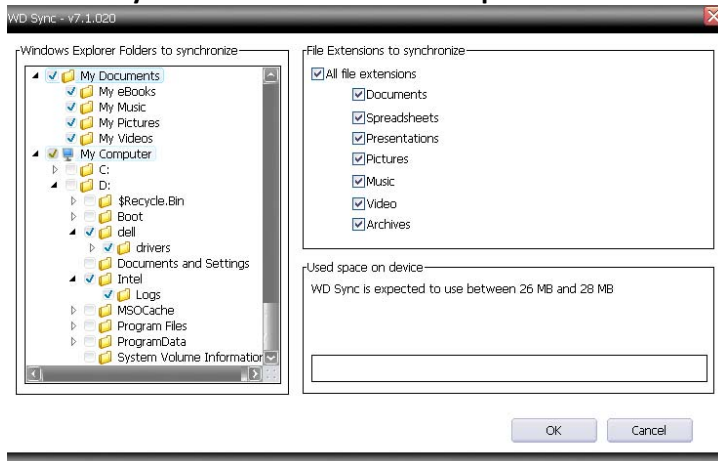 WD Sync - v7.1.020
Windows Explorer Folders to synchronize
My Documents
My eBooks
My Music
My Pictures
My Videos
My Computer
C:
D:
$Recycle.Bin
Boot
dell
drivers
Documents and Settings
Intel
Logs
MSOCache
Program Files
ProgramData
System Volume Information
File Extensions to synchronize
All file extensions
Documents
Spreadsheets
Presentations
Pictures
Music
Video
Archives
Used space on device
WD Sync is expected to use between 26 MB and 28 MB
OK
Cancel